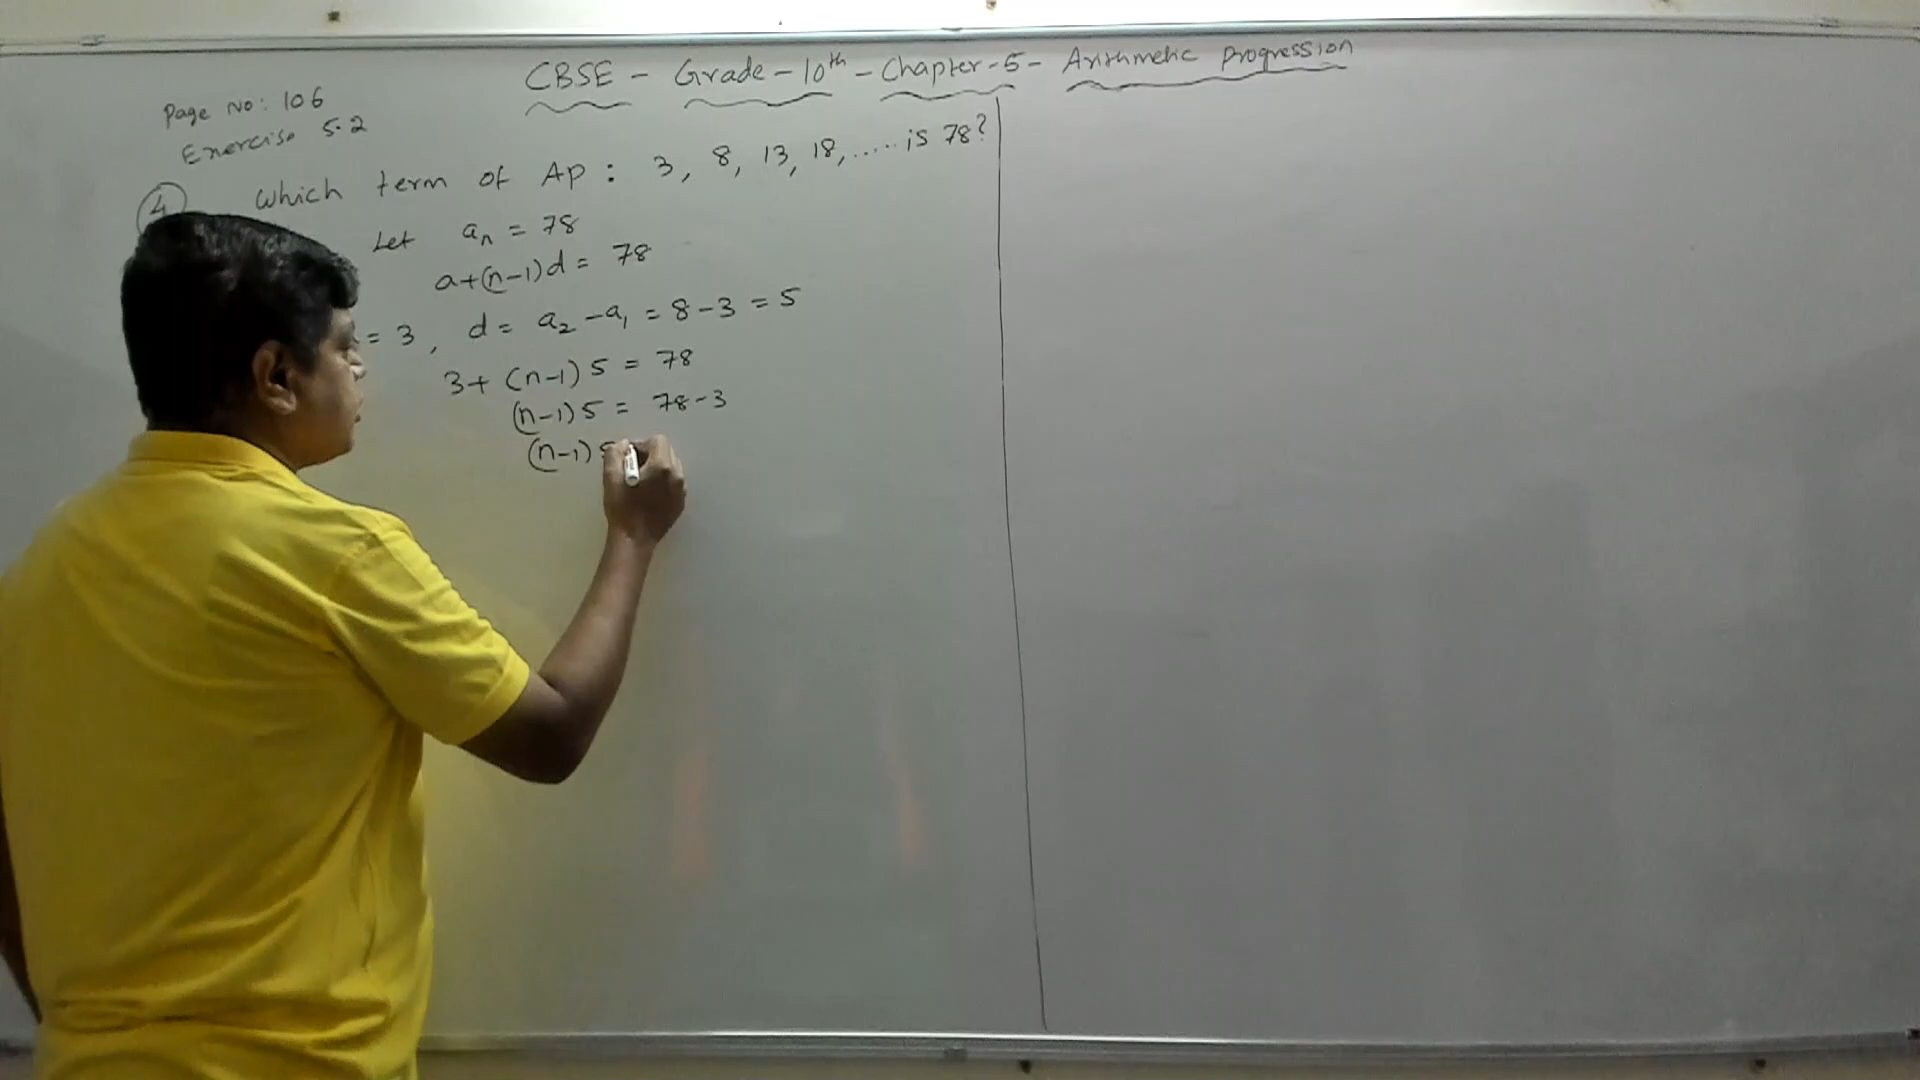 CBSE - Grade - 10th - Chapter - 5 - Arithmetic Progression
Page No: 106
Exercise 5.2
4 Which term of AP : 3, 8, 13, 18, ..... is 78?
Let aₙ = 78
a+(n-1)d = 78
= 3, d = a₂ - a₁ = 8 - 3 = 5
3 + (n-1) 5 = 78
(n-1) 5 = 78 - 3
(n-1) 5